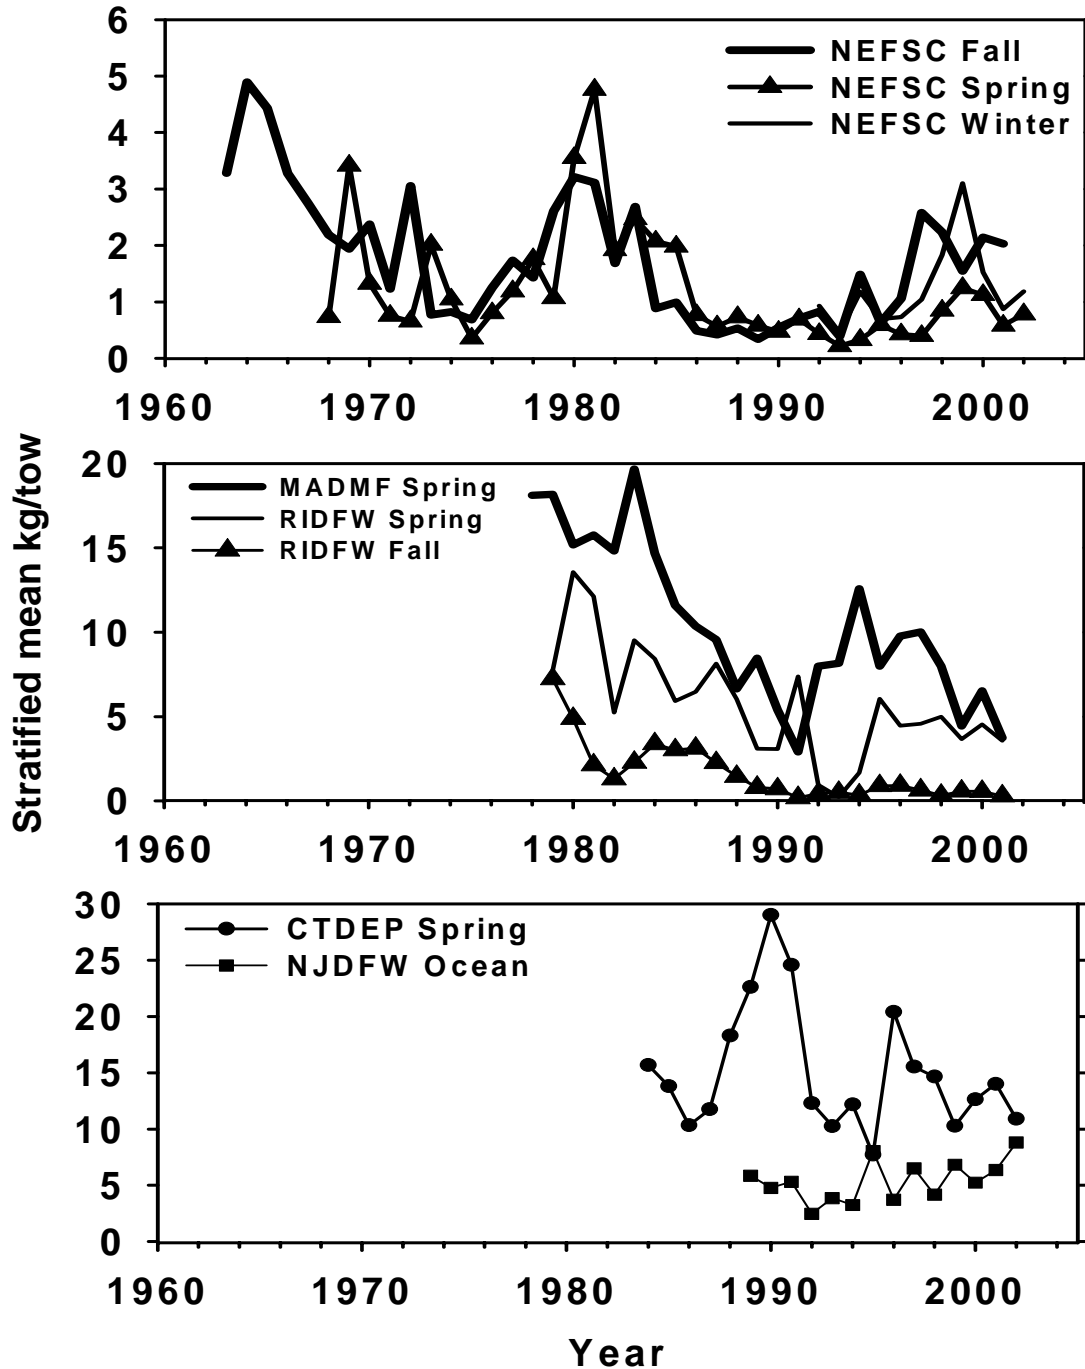 6
5
4
3
2
1
0
NEFSC Fall
NEFSC Spring
NEFSC Winter
1960 1970 1980 1990 2000
Stratified mean kg/tow
20
15
10
5
0
MADMF Spring
RIDFW Spring
RIDFW Fall
1960 1970 1980 1990 2000
30
25
20
15
10
5
0
CTDEP Spring
NJDFW Ocean
1960 1970 1980 1990 2000
Year